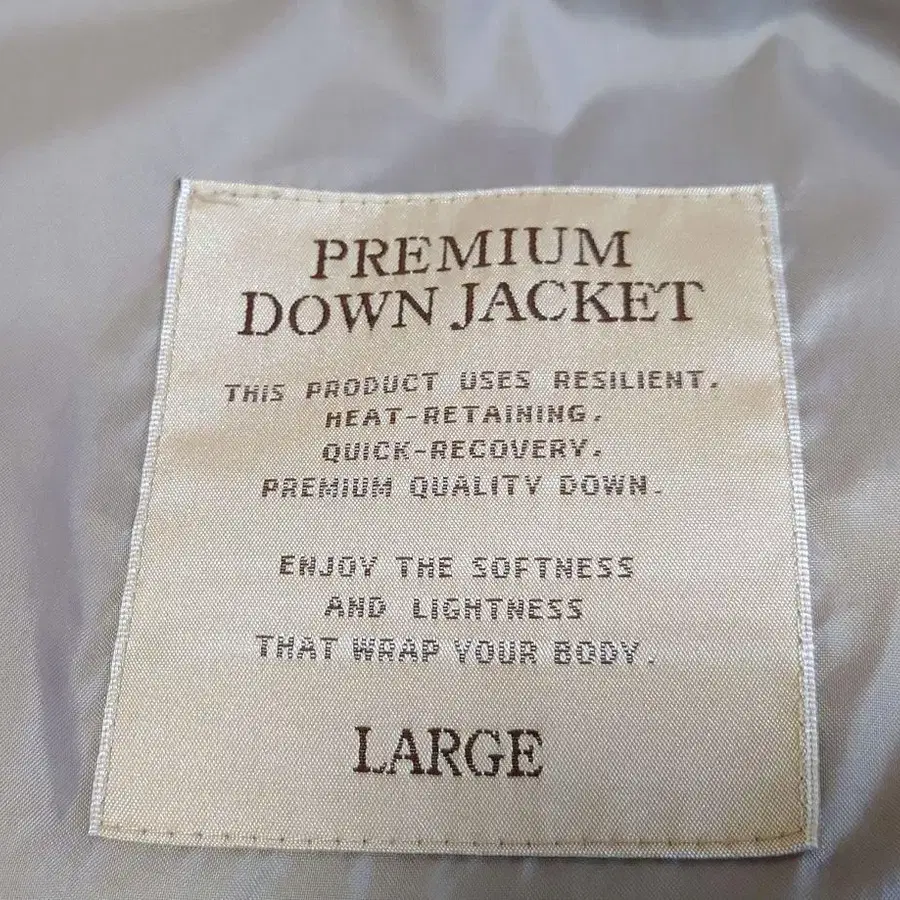 PREMIUM
DOWN JACKET
THIS PRODUCT USES RESILIENT,
HEAT-RETAINING,
QUICK-RECOVERY,
PREMIUM QUALITY DOWN.
ENJOY THE SOFTNESS
AND LIGHTNESS
THAT WRAP YOUR BODY.
LARGE